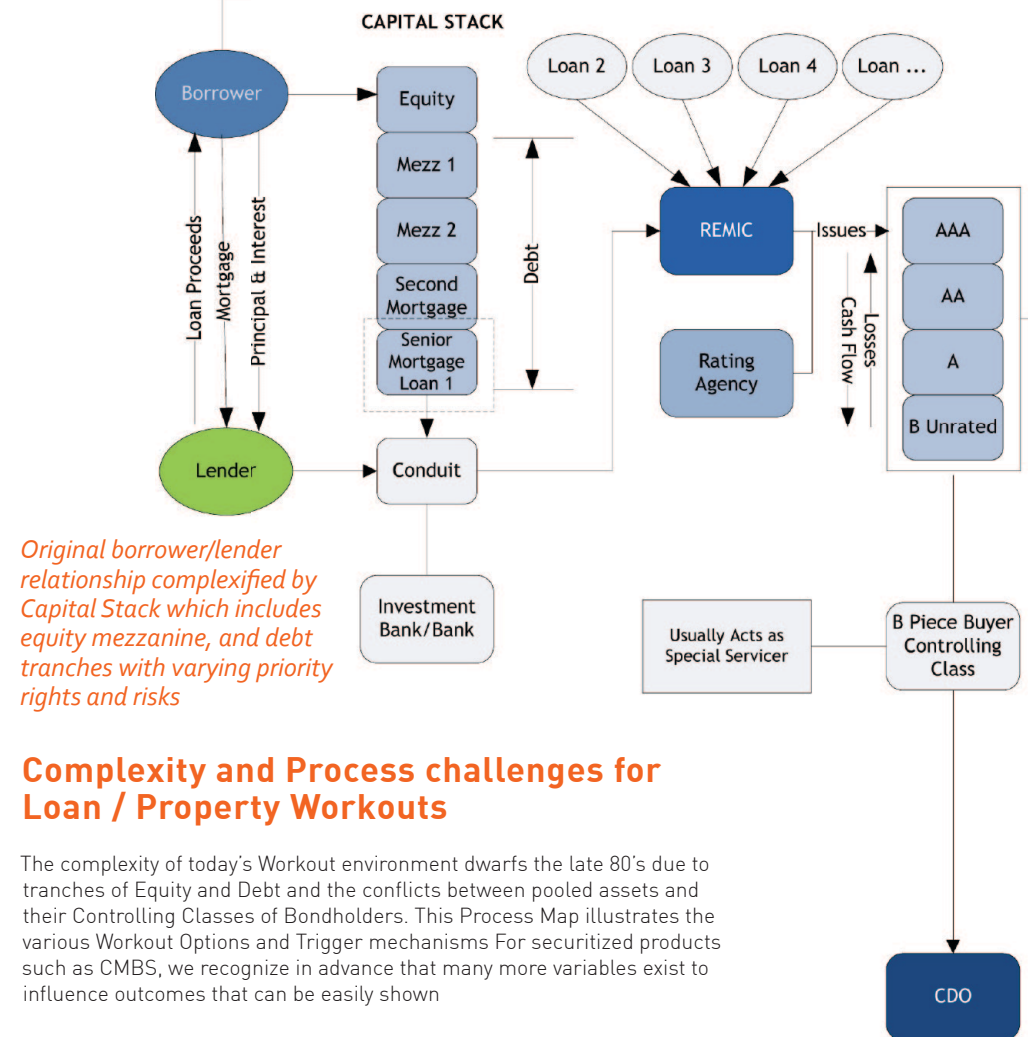 CAPITAL STACK
Borrower
Equity
Mezz 1
Mezz 2
Second
Mortgage
Senior
Mortgage
Loan 1
Debt
Loan Proceeds
Mortgage
Principal & Interest
Lender
Conduit
Investment
Bank/Bank
Loan 2
Loan 3
Loan 4
Loan ...
REMIC
Issues
Rating
Agency
Cash Flow
Losses
AAA
AA
A
B Unrated
Usually Acts as
Special Servicer
B Piece Buyer
Controlling
Class
CDO
Original borrower/lender
relationship complexified by
Capital Stack which includes
equity mezzanine, and debt
tranches with varying priority
rights and risks
Complexity and Process challenges for
Loan / Property Workouts
The complexity of today's Workout environment dwarfs the late 80's due to
tranches of Equity and Debt and the conflicts between pooled assets and
their Controlling Classes of Bondholders. This Process Map illustrates the
various Workout Options and Trigger mechanisms For securitized products
such as CMBS, we recognize in advance that many more variables exist to
influence outcomes that can be easily shown